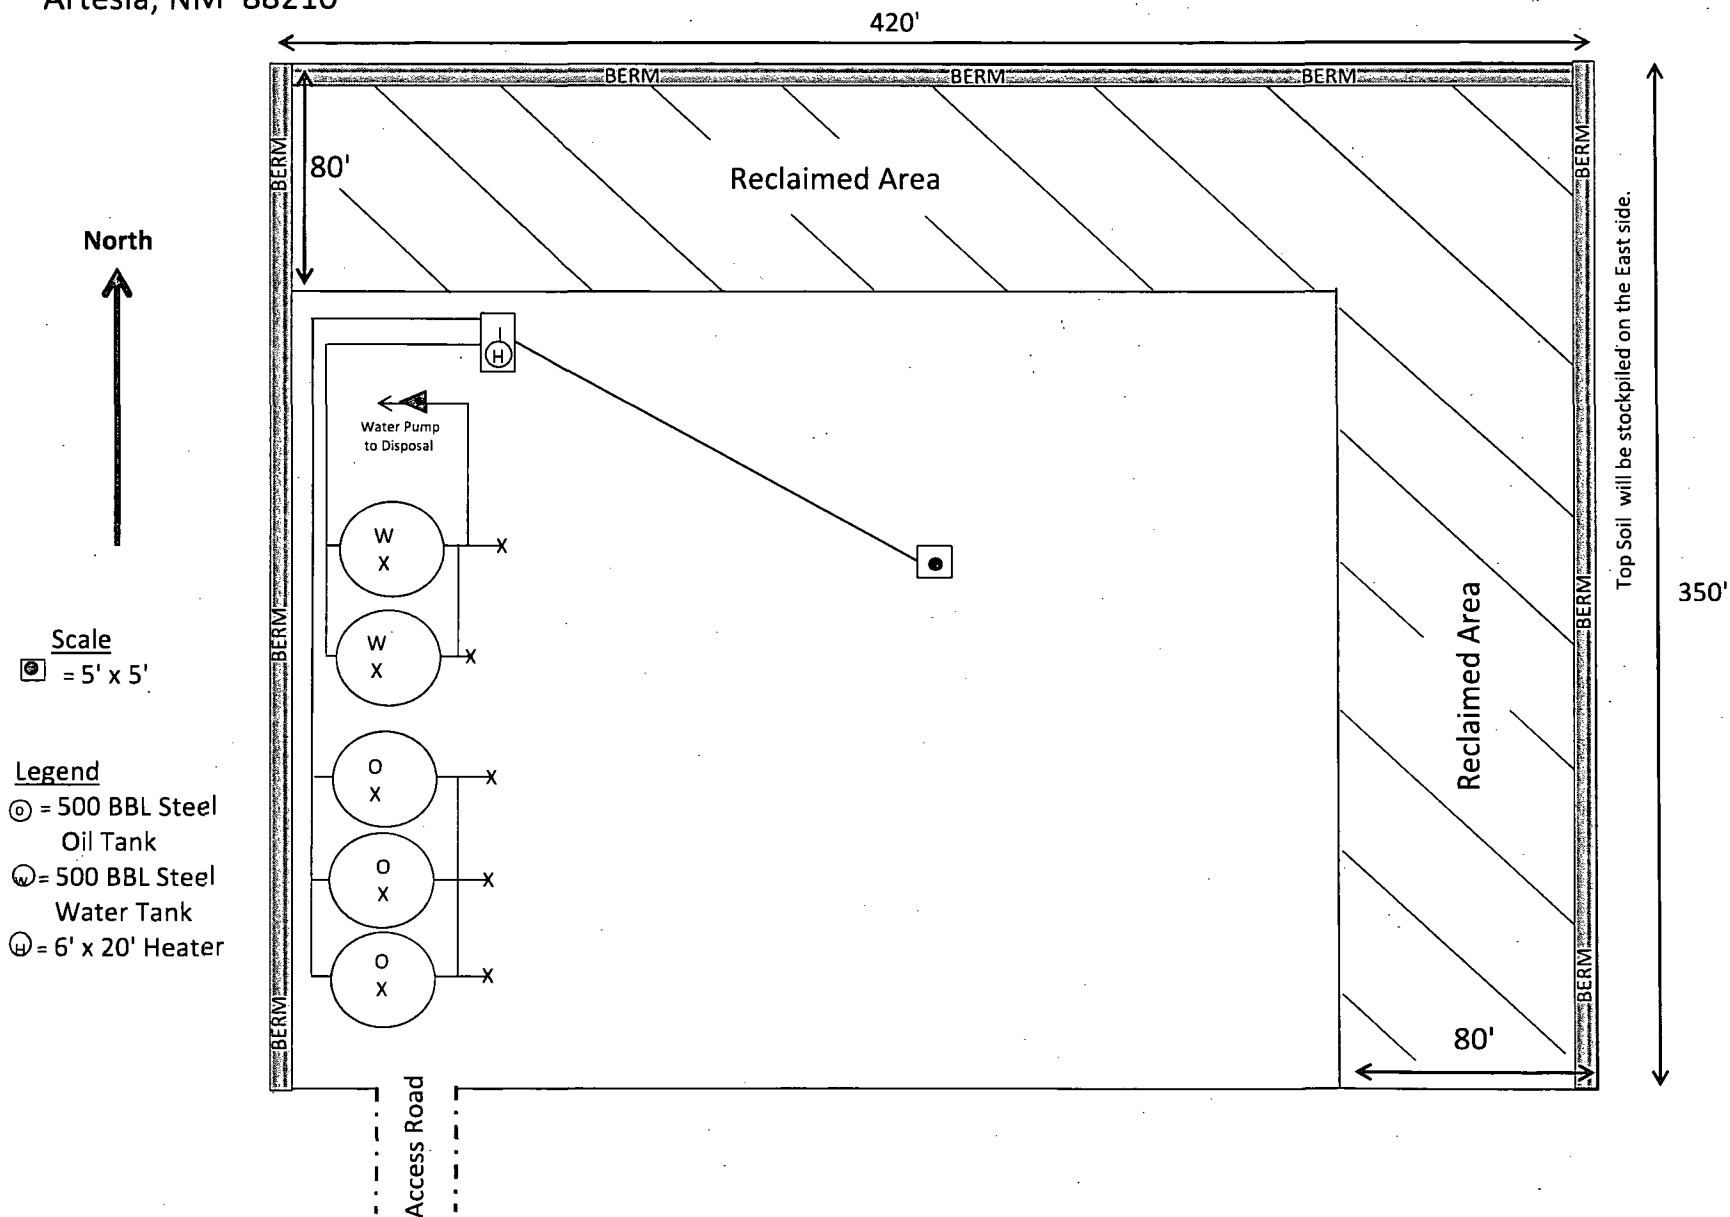 Artesia, NM 88210
420'
BERM
BERM
BERM
BERM
BERM
80'
Reclaimed Area
North
Top Soil will be stockpiled on the East side.
I
H
Water Pump
to Disposal
W
X
X
W
X
X
350'
BERM
BERM
Reclaimed Area
Scale
= 5' x 5'
O
X
X
Legend
O = 500 BBL Steel
Oil Tank
W = 500 BBL Steel
Water Tank
H = 6' x 20' Heater
O
X
X
O
X
X
BERM
BERM
80'
Access Road